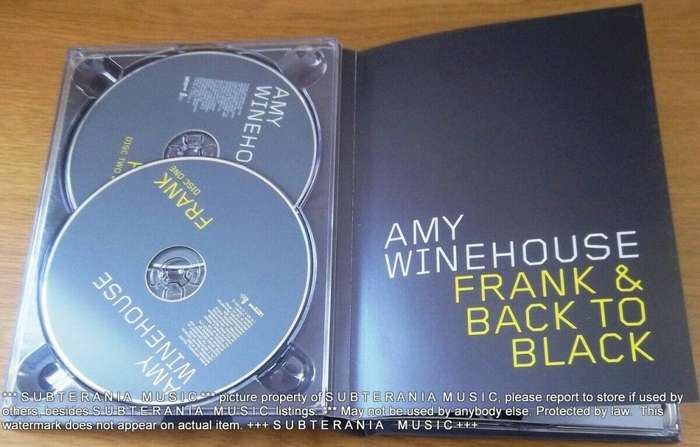 AMY
WINEHO
DISC TWO
AMY
WINEHOUSE
FRANK
DISC ONE
AMY
WINEHOUSE
FRANK &
BACK TO
BLACK
*** S U B T E R A N I A M U S I C *** picture property of S U B T E R A N I A M U S I C, please report to store if used by
others, besides S U B T E R A N I A M U S I C listings. *** May not be used by anybody else. Protected by law. This
watermark does not appear on actual item. +++ S U B T E R A N I A M U S I C +++